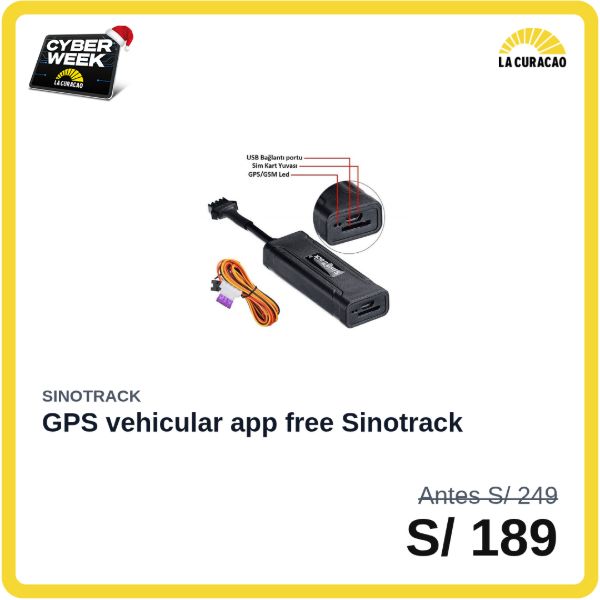 CYBER
WEEK
LA CURACAO
LA CURACAO
USB Bağlantı portu
Sim Kart Yuvası
GPS/GSM Led
SINOTRACK
GPS vehicular app free Sinotrack
Antes S/ 249
S/ 189